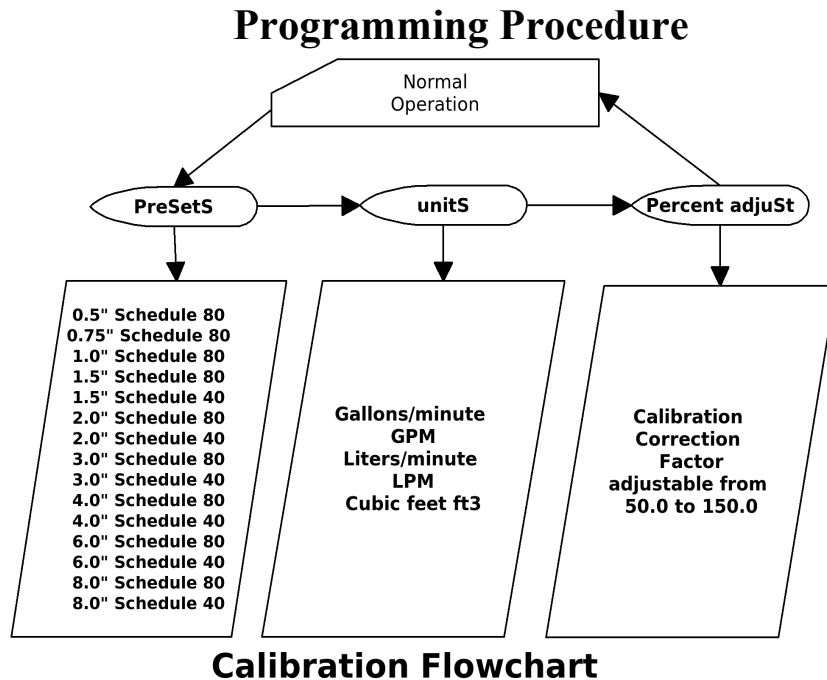 Programming Procedure
Normal
Operation
PreSetS
unitS
Percent adjuSt
0.5" Schedule 80
0.75" Schedule 80
1.0" Schedule 80
1.5" Schedule 80
1.5" Schedule 40
2.0" Schedule 80
2.0" Schedule 40
3.0" Schedule 80
3.0" Schedule 40
4.0" Schedule 80
4.0" Schedule 40
6.0" Schedule 80
6.0" Schedule 40
8.0" Schedule 80
8.0" Schedule 40
Gallons/minute
GPM
Liters/minute
LPM
Cubic feet ft3
Calibration
Correction
Factor
adjustable from
50.0 to 150.0
Calibration Flowchart